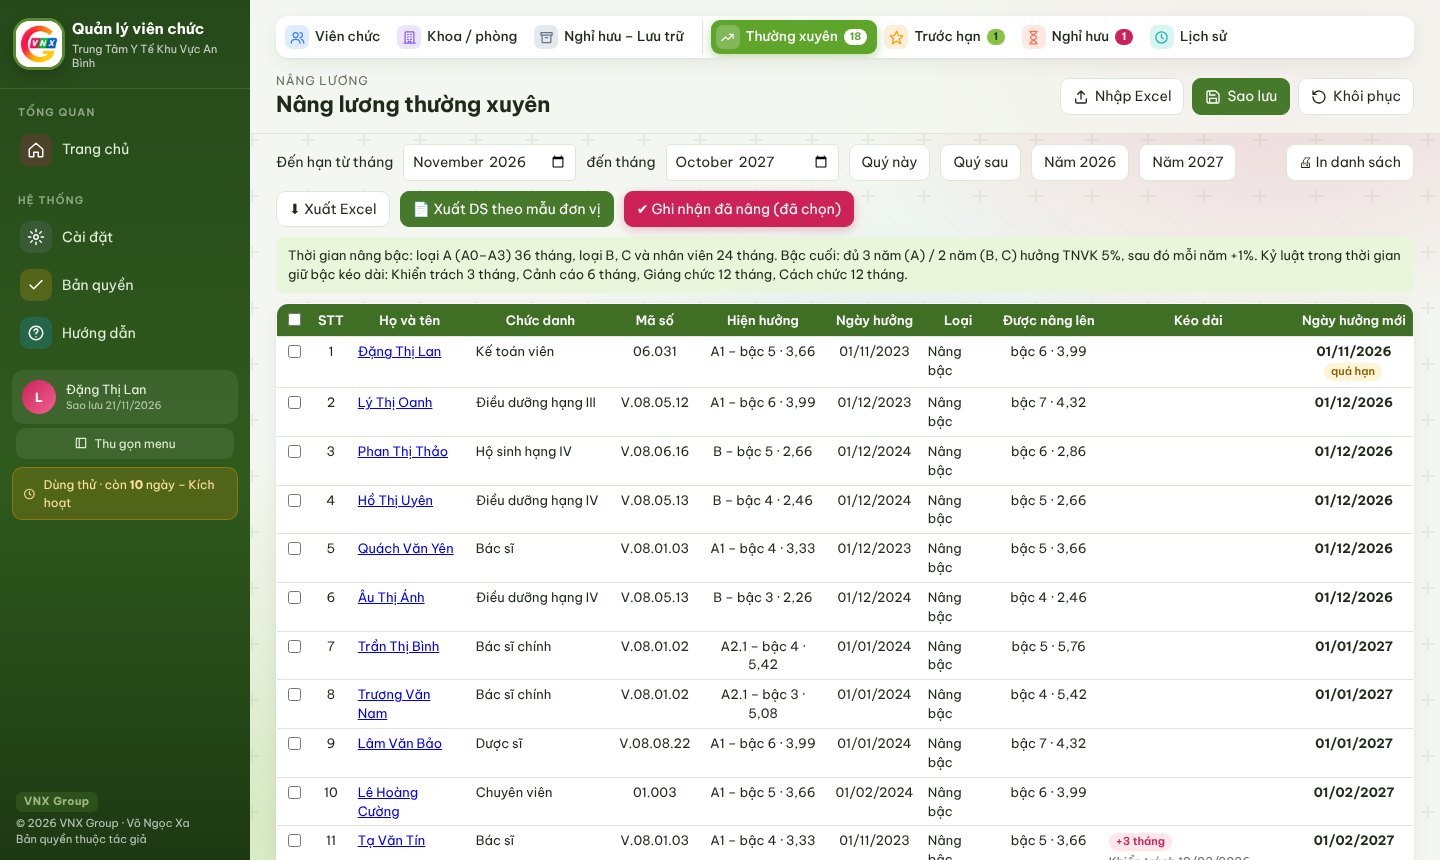 Quản lý viên chức
Trung Tâm Y Tế Khu Vực An Bình
VNX
TỔNG QUAN
Trang chủ
HỆ THỐNG
Cài đặt
Bản quyền
Hướng dẫn
L
Đặng Thị Lan
Sao lưu 21/11/2026
Thu gọn menu
Dùng thử · còn 10 ngày – Kích hoạt
VNX Group
© 2026 VNX Group · Võ Ngọc Xa
Bản quyền thuộc tác giả
Viên chức Khoa / phòng Nghỉ hưu – Lưu trữ Thường xuyên 18 Trước hạn 1 Nghỉ hưu 1 Lịch sử
NÂNG LƯƠNG
Nâng lương thường xuyên
Nhập Excel Sao lưu Khôi phục
Đến hạn từ tháng November 2026 đến tháng October 2027 Quý này Quý sau Năm 2026 Năm 2027 In danh sách
Xuất Excel Xuất DS theo mẫu đơn vị ✔ Ghi nhận đã nâng (đã chọn)
Thời gian nâng bậc: loại A (A0–A3) 36 tháng, loại B, C và nhân viên 24 tháng. Bậc cuối: đủ 3 năm (A) / 2 năm (B, C) hưởng TNVK 5%, sau đó mỗi năm +1%. Kỷ luật trong thời gian
giữ bậc kéo dài: Khiển trách 3 tháng, Cảnh cáo 6 tháng, Giáng chức 12 tháng, Cách chức 12 tháng.
STT Họ và tên Chức danh Mã số Hiện hưởng Ngày hưởng Loại Được nâng lên Kéo dài Ngày hưởng mới
1 Đặng Thị Lan Kế toán viên 06.031 A1 – bậc 5 · 3,66 01/11/2023 Nâng bậc bậc 6 · 3,99 01/11/2026
quá hạn
2 Lý Thị Oanh Điều dưỡng hạng III V.08.05.12 A1 – bậc 6 · 3,99 01/12/2023 Nâng bậc bậc 7 · 4,32 01/12/2026
3 Phan Thị Thảo Hộ sinh hạng IV V.08.06.16 B – bậc 5 · 2,66 01/12/2024 Nâng bậc bậc 6 · 2,86 01/12/2026
4 Hồ Thị Uyên Điều dưỡng hạng IV V.08.05.13 B – bậc 4 · 2,46 01/12/2024 Nâng bậc bậc 5 · 2,66 01/12/2026
5 Quách Văn Yên Bác sĩ V.08.01.03 A1 – bậc 4 · 3,33 01/12/2023 Nâng bậc bậc 5 · 3,66 01/12/2026
6 Âu Thị Ánh Điều dưỡng hạng IV V.08.05.13 B – bậc 3 · 2,26 01/12/2024 Nâng bậc bậc 4 · 2,46 01/12/2026
7 Trần Thị Bình Bác sĩ chính V.08.01.02 A2.1 – bậc 4 · 5,42 01/01/2024 Nâng bậc bậc 5 · 5,76 01/01/2027
8 Trương Văn Nam Bác sĩ chính V.08.01.02 A2.1 – bậc 3 · 5,08 01/01/2024 Nâng bậc bậc 4 · 5,42 01/01/2027
9 Lâm Văn Bảo Dược sĩ V.08.08.22 A1 – bậc 6 · 3,99 01/01/2024 Nâng bậc bậc 7 · 4,32 01/01/2027
10 Lê Hoàng Cường Chuyên viên 01.003 A1 – bậc 5 · 3,66 01/02/2024 Nâng bậc bậc 6 · 3,99 01/02/2027
11 Tạ Văn Tín Bác sĩ V.08.01.03 A1 – bậc 4 · 3,33 01/11/2023 Nâng bậc 5 · 3,66 +3 tháng 01/02/2027